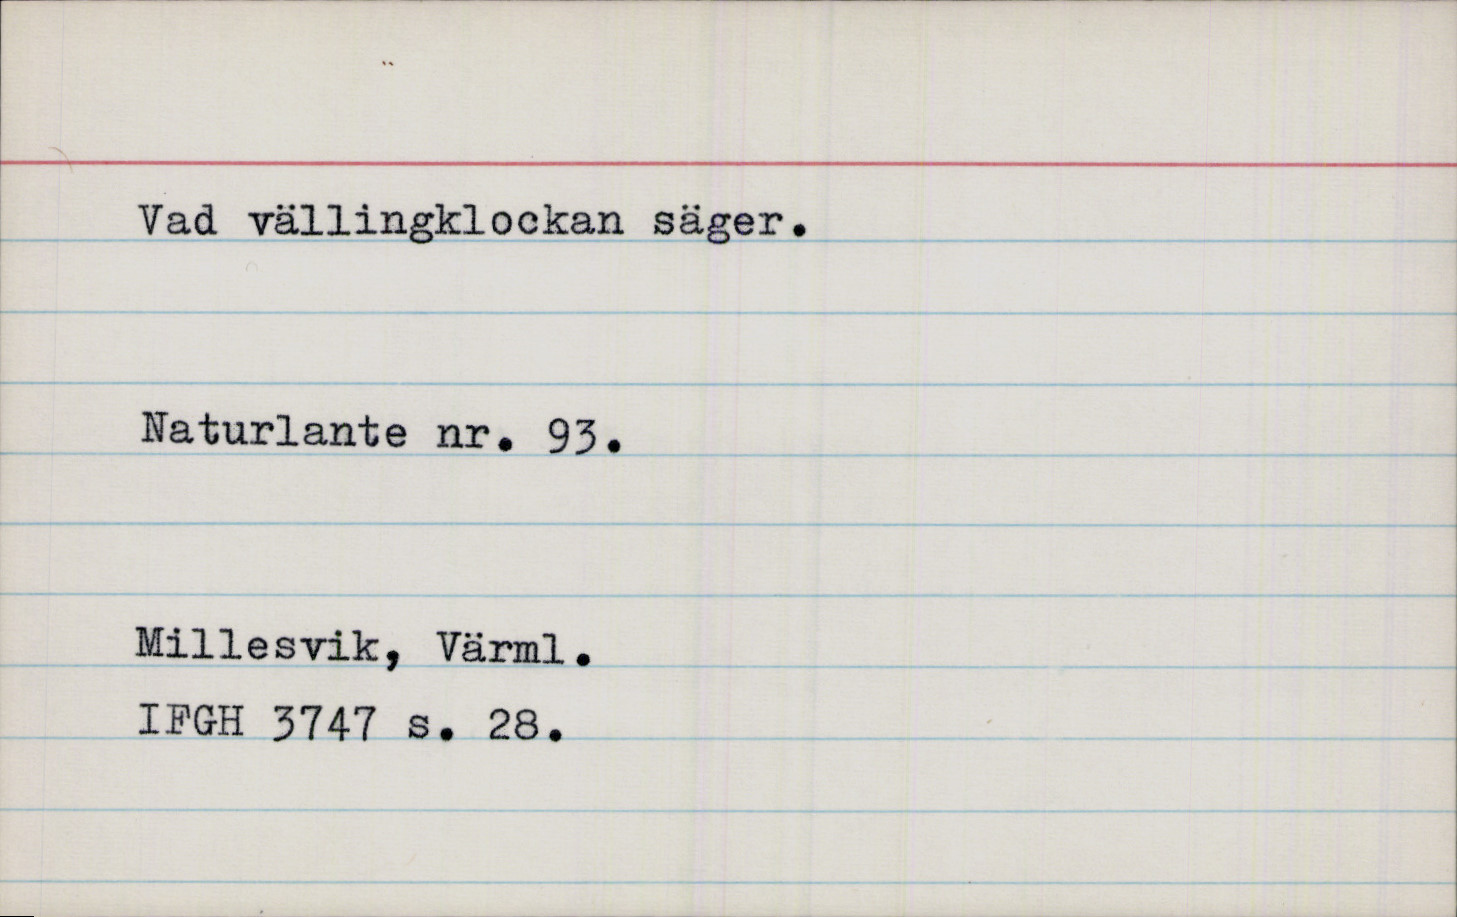 Vad vällingklockan säger.
Naturlante nr. 93.
Millesvik, Värml.
IFGH 3747 s. 28.